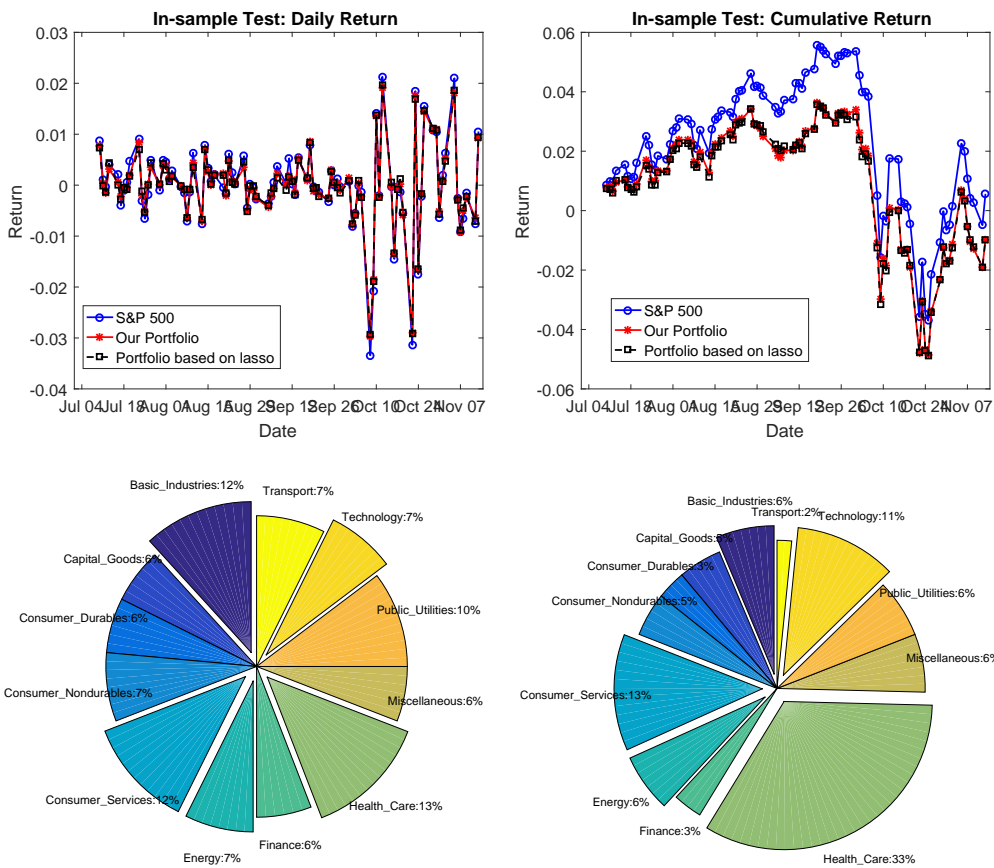 In-sample Test: Daily Return
0.03
0.02
0.01
0
-0.01
-0.02
-0.03
-0.04
Return
S&P 500
Our Portfolio
Portfolio based on lasso
Jul 04 Jul 18 Aug 01 Aug 15 Aug 29 Sep 12 Sep 26 Oct 10 Oct 24 Nov 07
Date
In-sample Test: Cumulative Return
0.06
0.04
0.02
0
-0.02
-0.04
-0.06
Return
S&P 500
Our Portfolio
Portfolio based on lasso
Jul 04 Jul 18 Aug 01 Aug 15 Aug 29 Sep 12 Sep 26 Oct 10 Oct 24 Nov 07
Date
Basic_Industries:12%
Transport:7%
Technology:7%
Capital_Goods:6%
Public_Utilities:10%
Consumer_Durables:6%
Consumer_Nondurables:7%
Miscellaneous:6%
Consumer_Services:12%
Health_Care:13%
Finance:6%
Energy:7%
Basic_Industries:6%
Transport:2%
Technology:11%
Consumer_Durables:3%
Consumer_Nondurables:5%
Public_Utilities:6%
Miscellaneous:6%
Consumer_Services:13%
Energy:6%
Finance:3%
Health_Care:33%